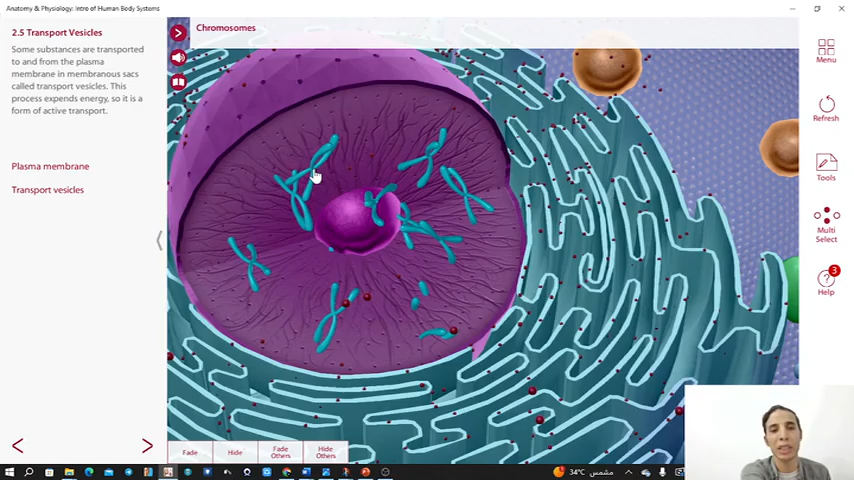 Anatomy & Physiology: Intro of Human Body Systems
2.5 Transport Vesicles
Some substances are transported
to and from the plasma
membrane in membranous sacs
called transport vesicles. This
process expends energy, so it is a
form of active transport.
Plasma membrane
Transport vesicles
Chromosomes
Menu
Refresh
Tools
Multi
Select
3
Help
Fade
Hide
Fade
Others
Hide
Others
34°C مشمس